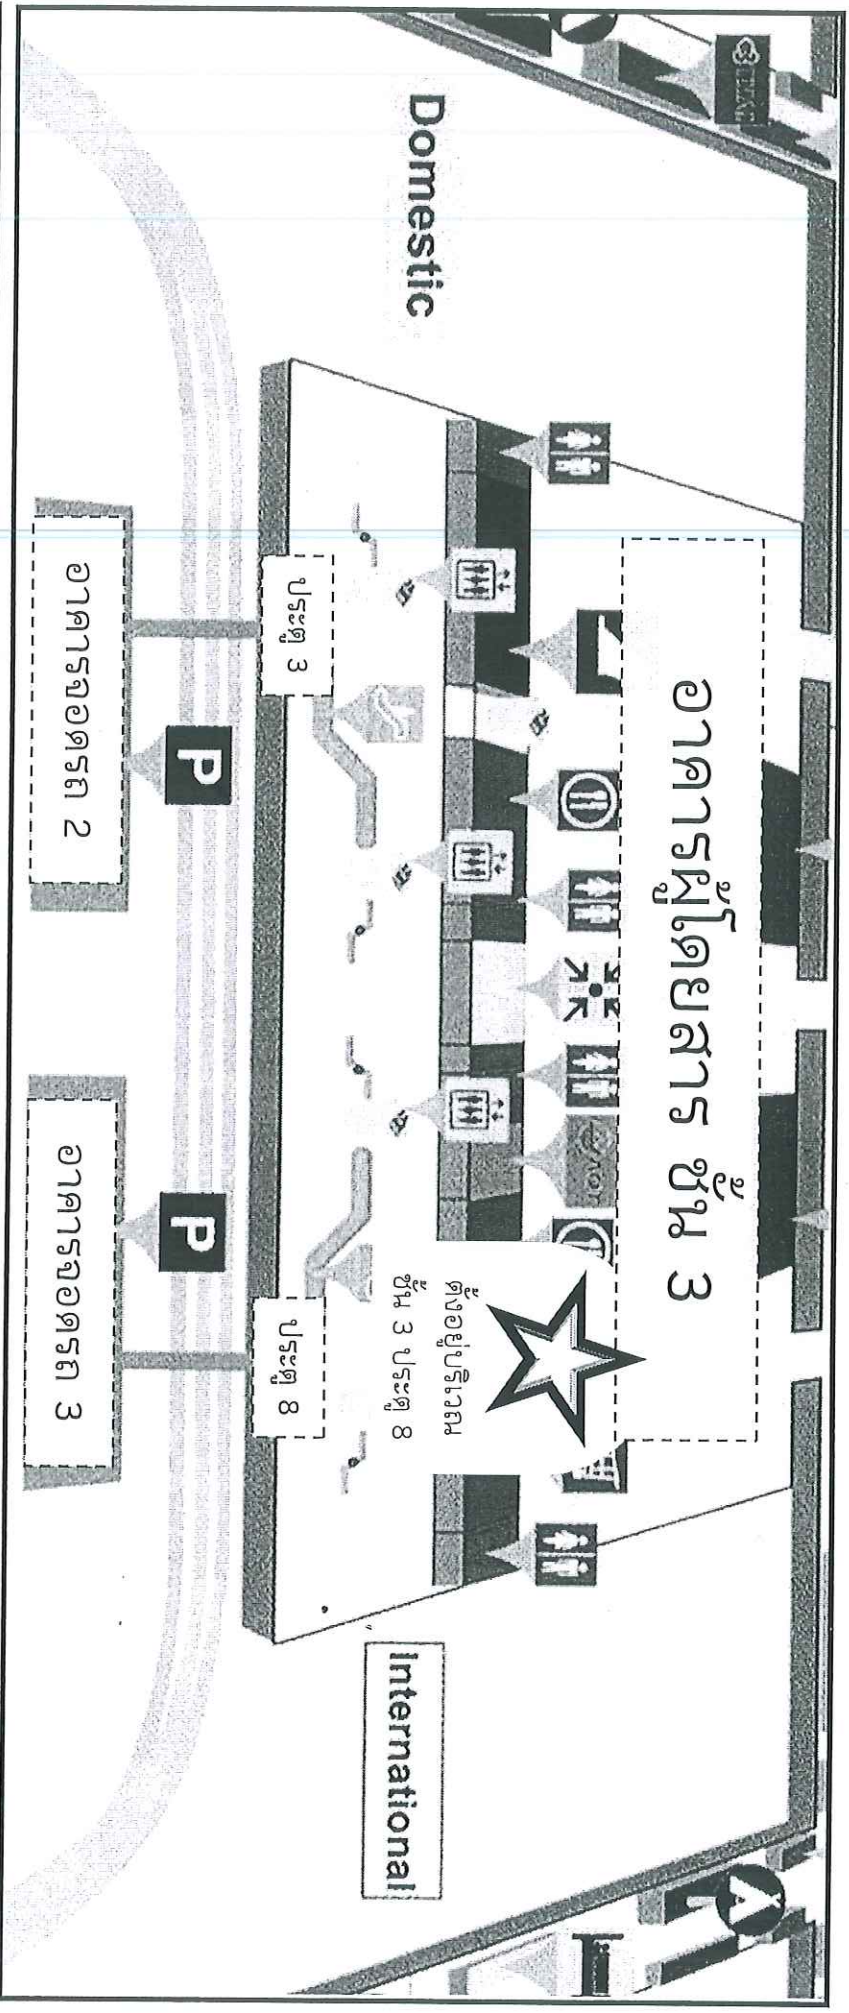 Domestic
อาคารผู้โดยสาร ชั้น 3
International
ตั้งอยู่บริเวณ
ชั้น 3 ประตู 8
ประตู 3
ประตู 8
P
P
อาคารจอดรถ 2
อาคารจอดรถ 3